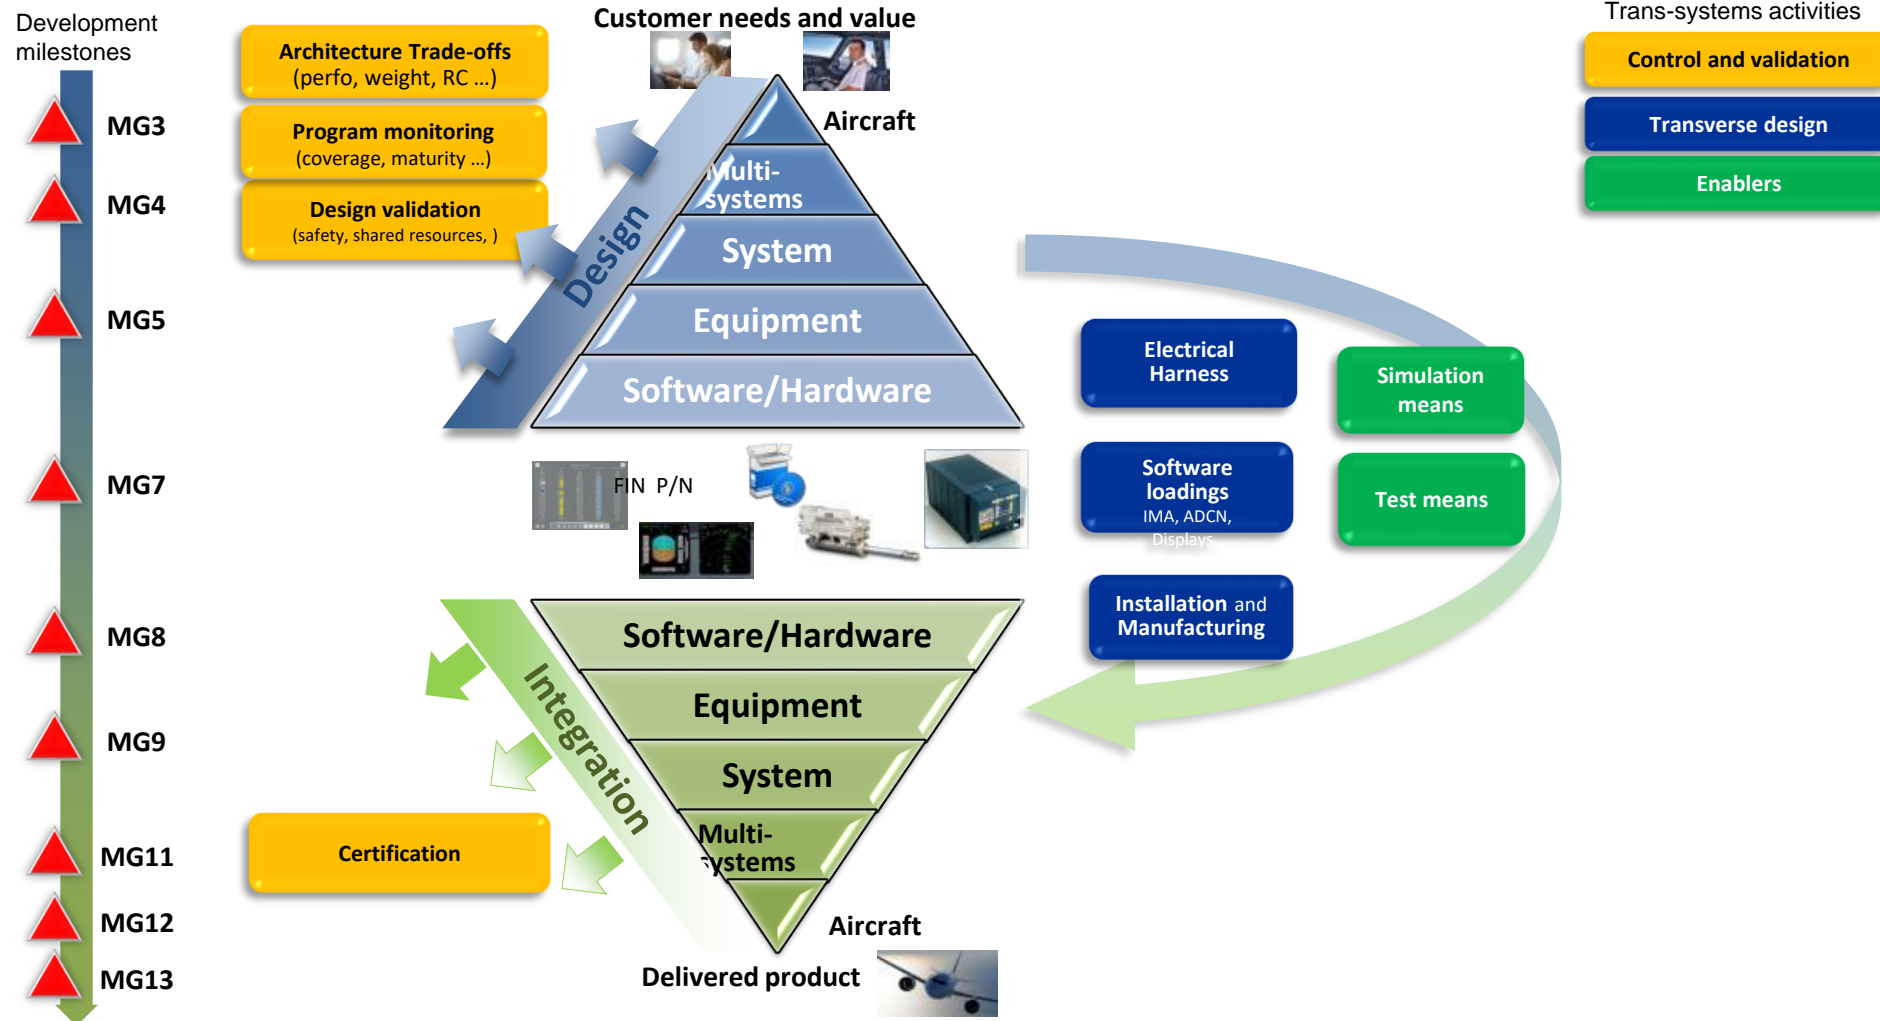 Development
milestones
MG3
MG4
MG5
MG7
MG8
MG9
MG11
MG12
MG13
Architecture Trade-offs
(perfo, weight, RC ...)
Program monitoring
(coverage, maturity ...)
Design validation
(safety, shared resources, )
Certification
Customer needs and value
Aircraft
Multi-
systems
System
Equipment
Software/Hardware
Design
FIN P/N
Software/Hardware
Equipment
System
Multi-
systems
Aircraft
Integration
Delivered product
Electrical
Harness
Software
loadings
IMA, ADCN,
Displays
Installation and
Manufacturing
Simulation
means
Test means
Trans-systems activities
Control and validation
Transverse design
Enablers